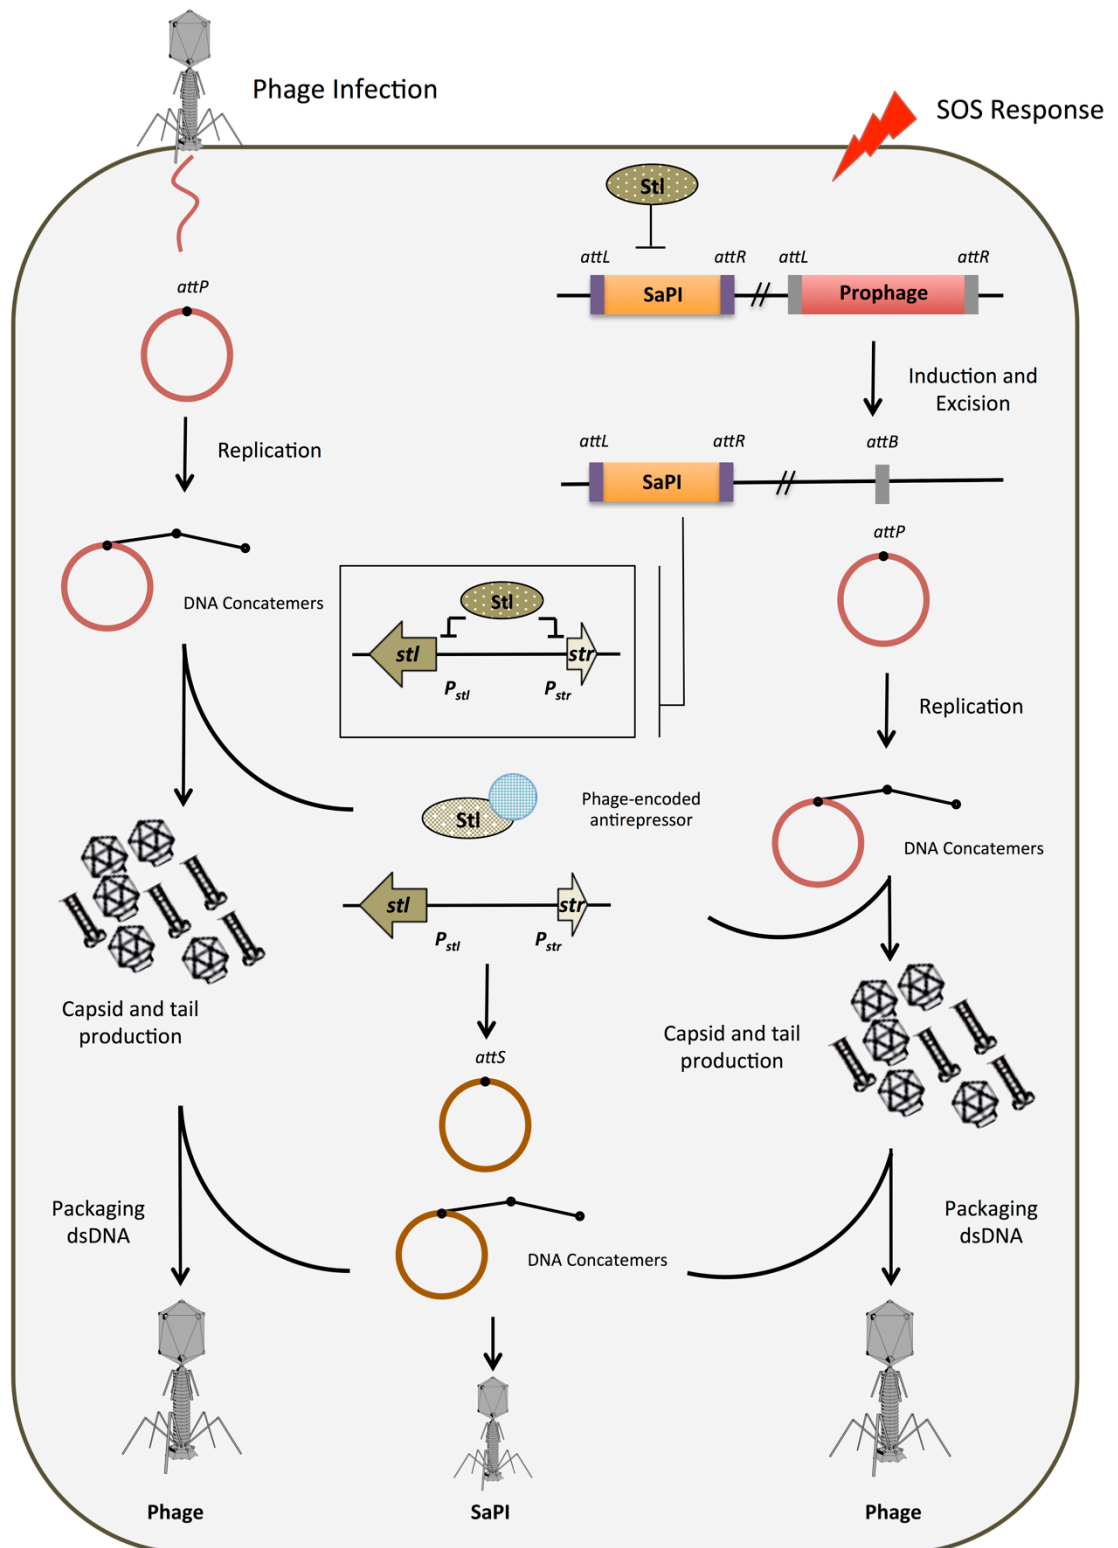 Phage Infection
SOS Response
Stl
attL
attR
attL
attR
attP
SaPI
Prophage
Induction and
Excision
Replication
attL
attR
attB
SaPI
attP
DNA Concatemers
Stl
stl
str
Pstl
Pstr
Replication
Stl
Phage-encoded
antirepressor
DNA Concatemers
stl
str
Pstl
Pstr
Capsid and tail
production
Capsid and tail
production
attS
Packaging
dsDNA
DNA Concatemers
Packaging
dsDNA
Phage
SaPI
Phage